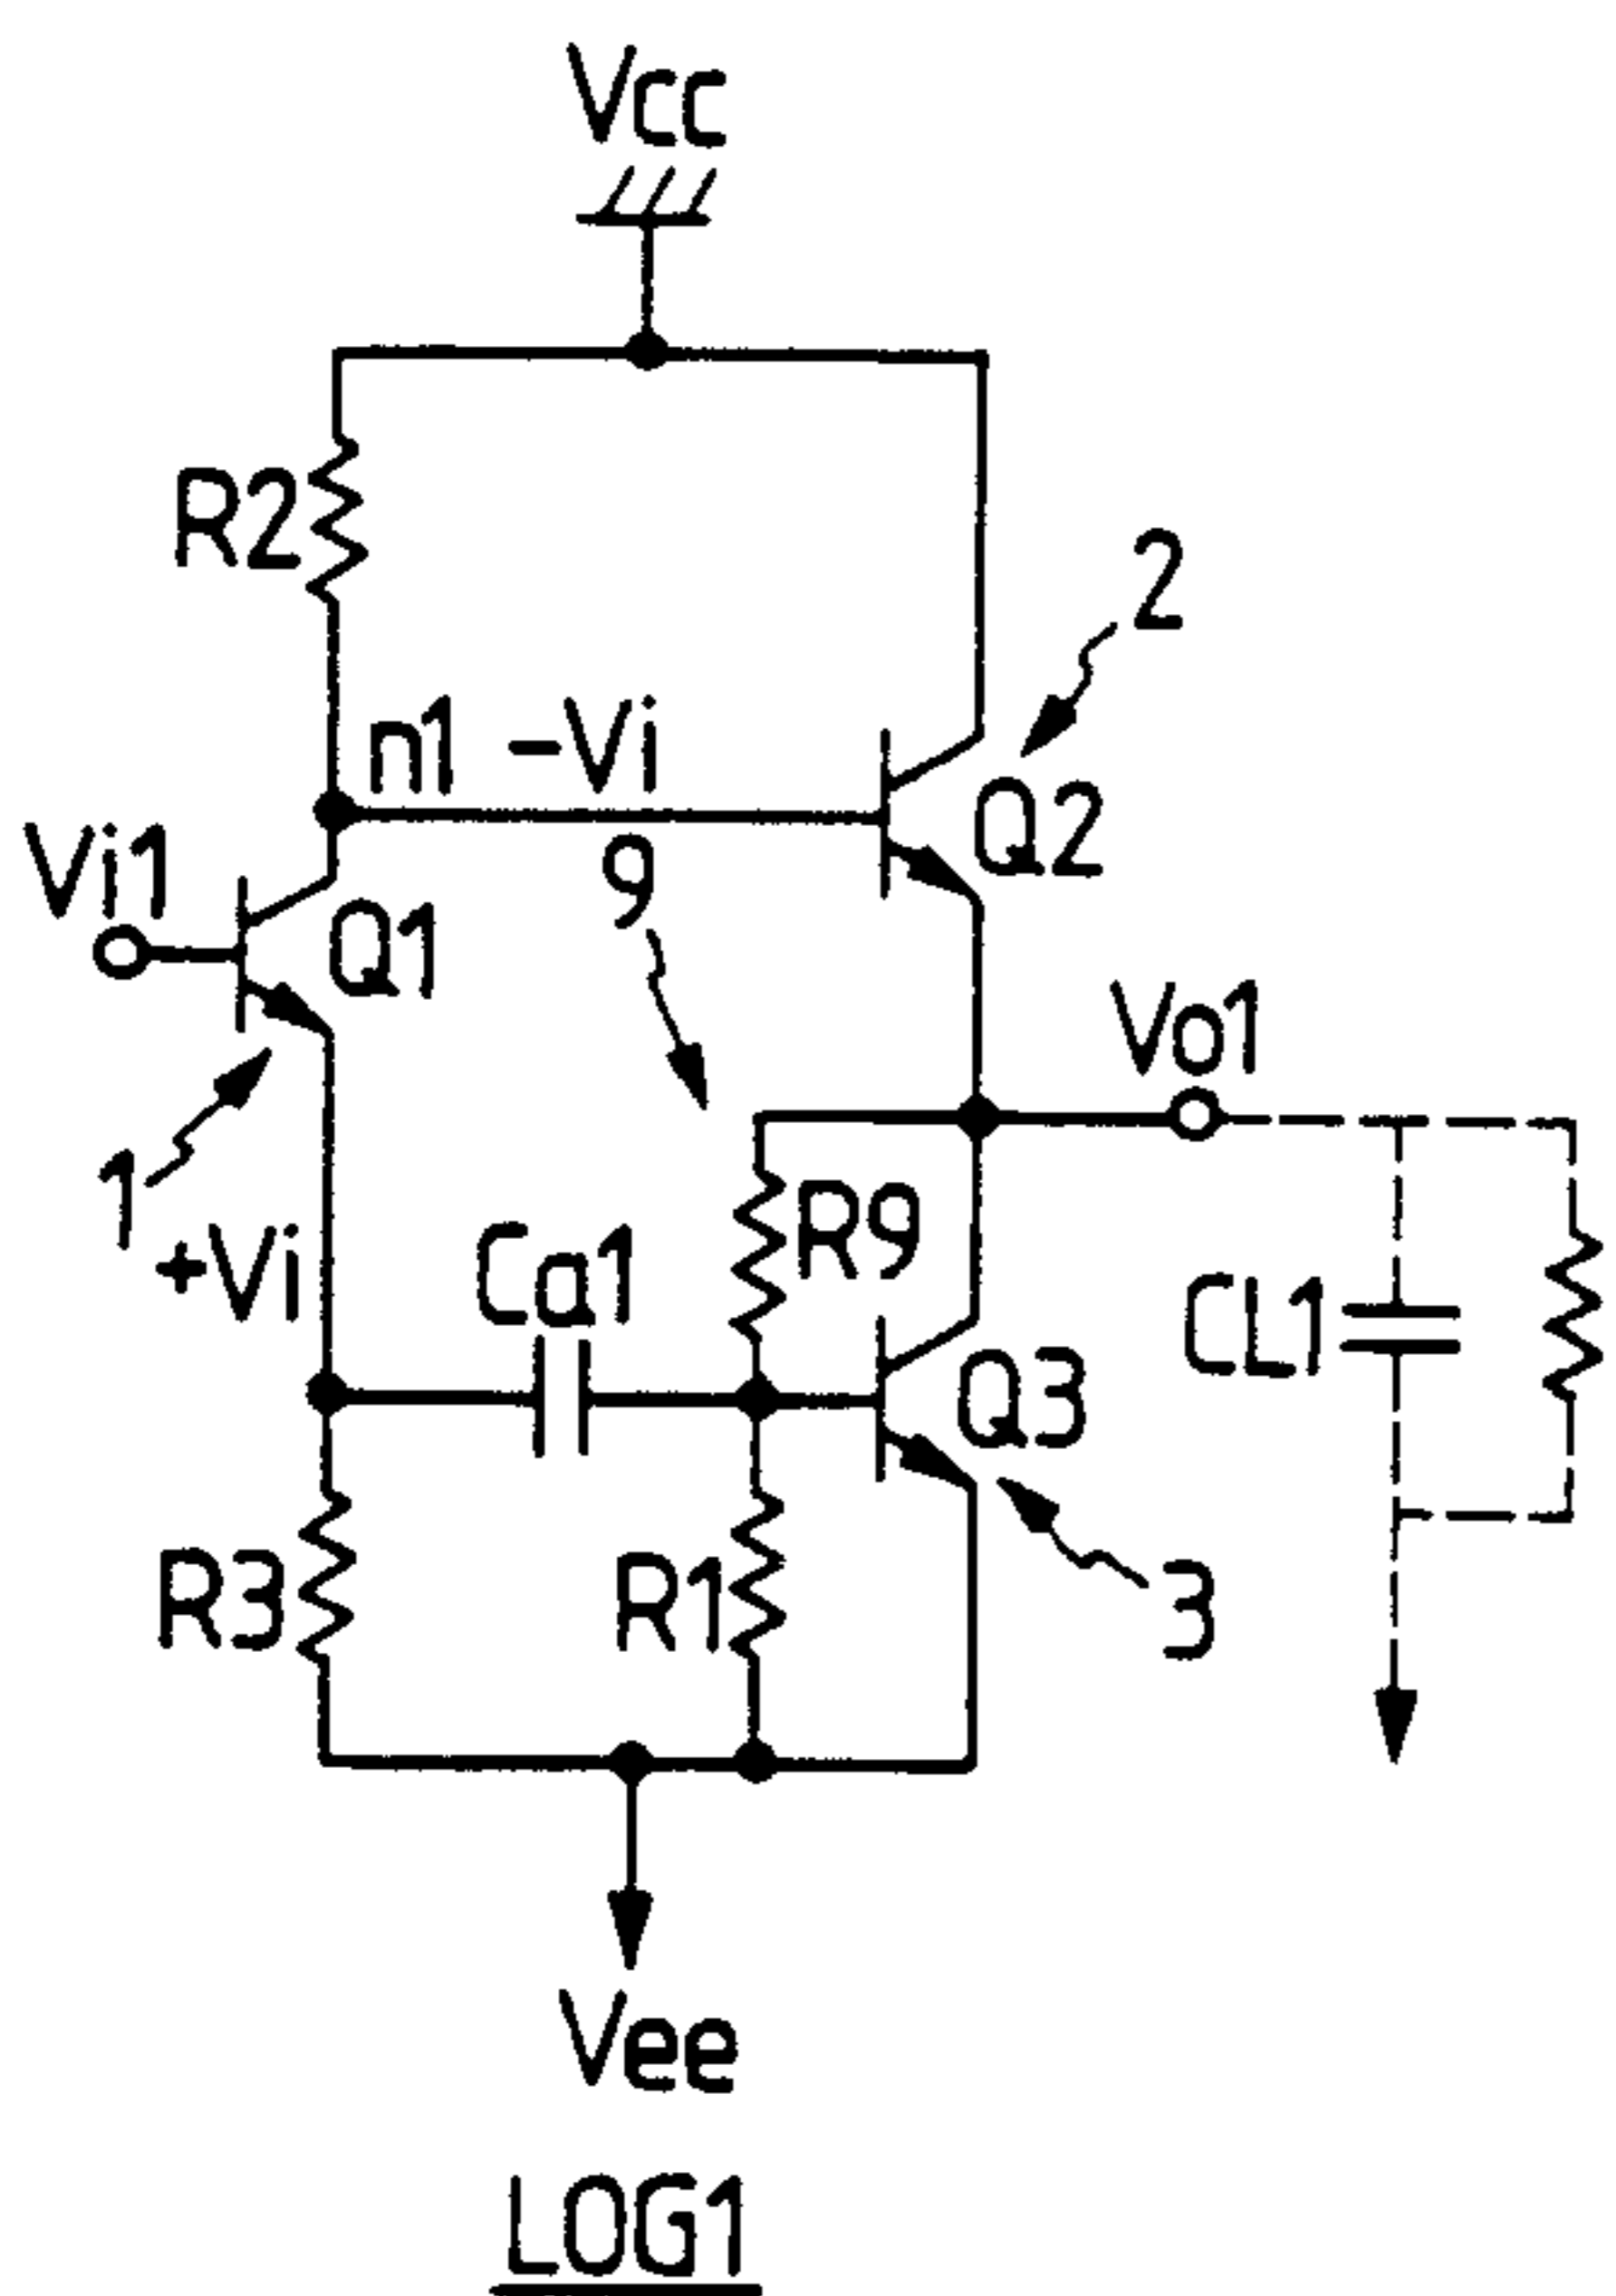 Vcc
R2
2
n1 -Vi
Q2
Vi1
9
Q1
Vo1
1
+Vi
Ca1
R9
CL1
Q3
R3
R1
3
Vee
LOG1